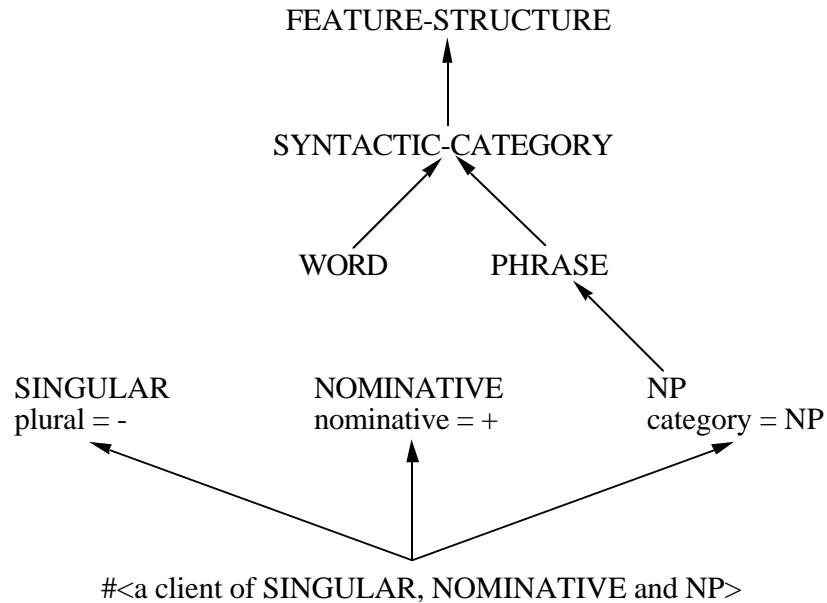 FEATURE-STRUCTURE
SYNTACTIC-CATEGORY
WORD
PHRASE
SINGULAR
plural = -
NOMINATIVE
nominative = +
NP
category = NP
#<a client of SINGULAR, NOMINATIVE and NP>